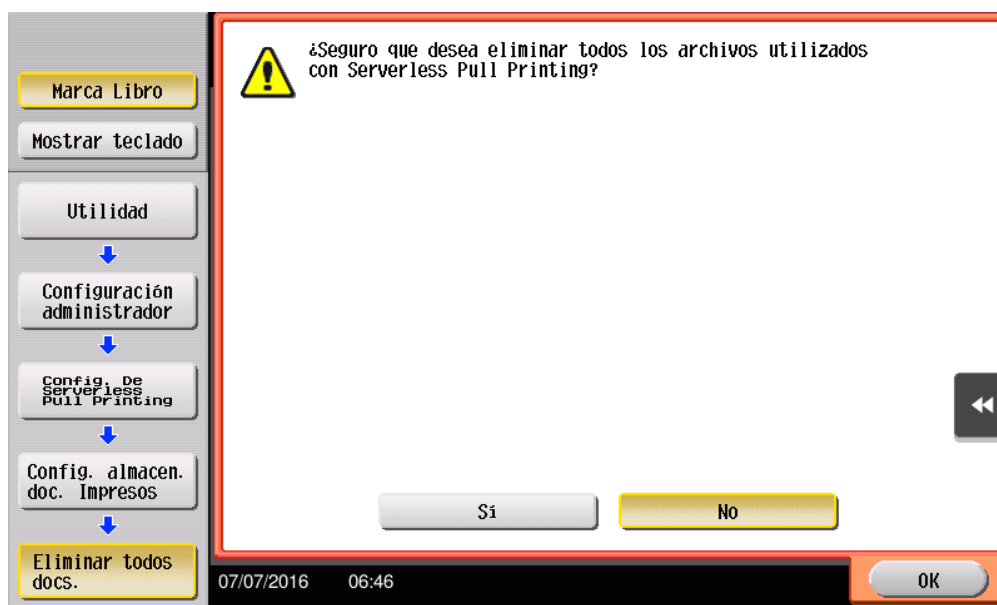 Marca Libro
Mostrar teclado
Utilidad
Configuración
administrador
Config. De
Serverless
Pull Printing
Config. almacen.
doc. Impresos
Eliminar todos
docs.
¿Seguro que desea eliminar todos los archivos utilizados
con Serverless Pull Printing?
Sí
No
07/07/2016 06:46
OK